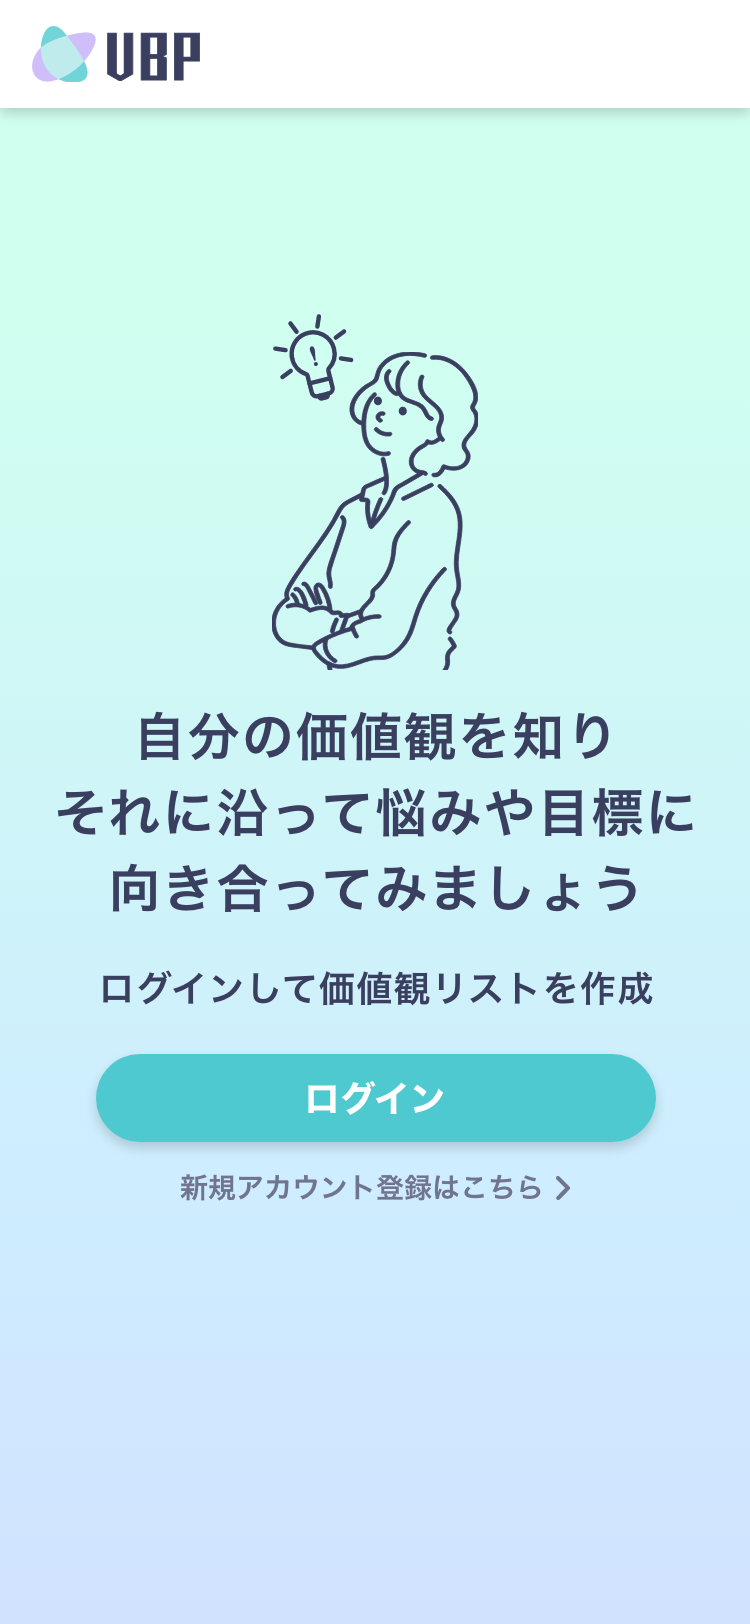 VBP
自分の価値観を知り
それに沿って悩みや目標に
向き合ってみましょう
ログインして価値観リストを作成
ログイン
新規アカウント登録はこちら